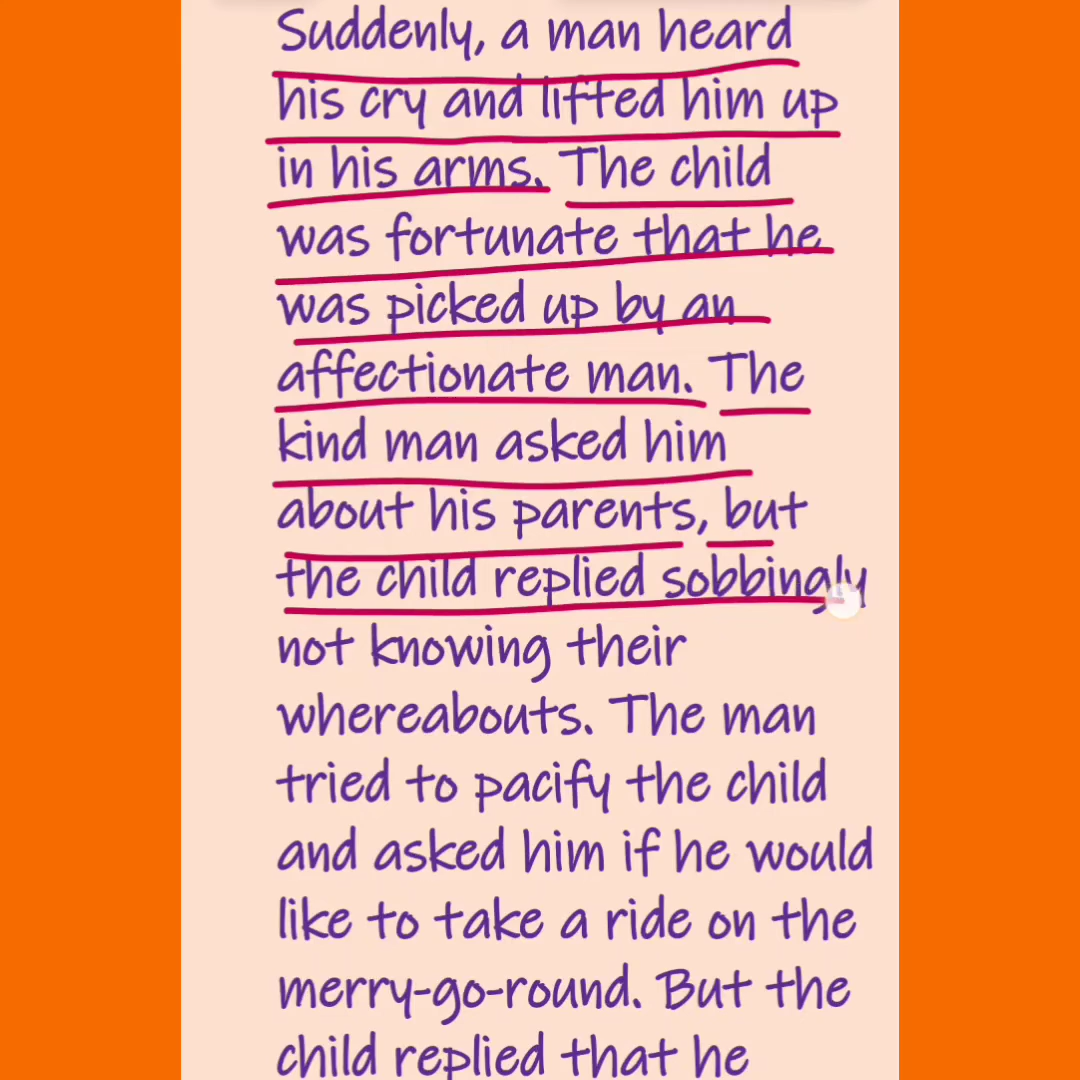 Suddenly, a man heard
his cry and lifted him up
in his arms. The child
was fortunate that he
was picked up by an
affectionate man. The
kind man asked him
about his parents, but
the child replied sobbingly
not knowing their
whereabouts. The man
tried to pacify the child
and asked him if he would
like to take a ride on the
merry-go-round. But the
child replied that he